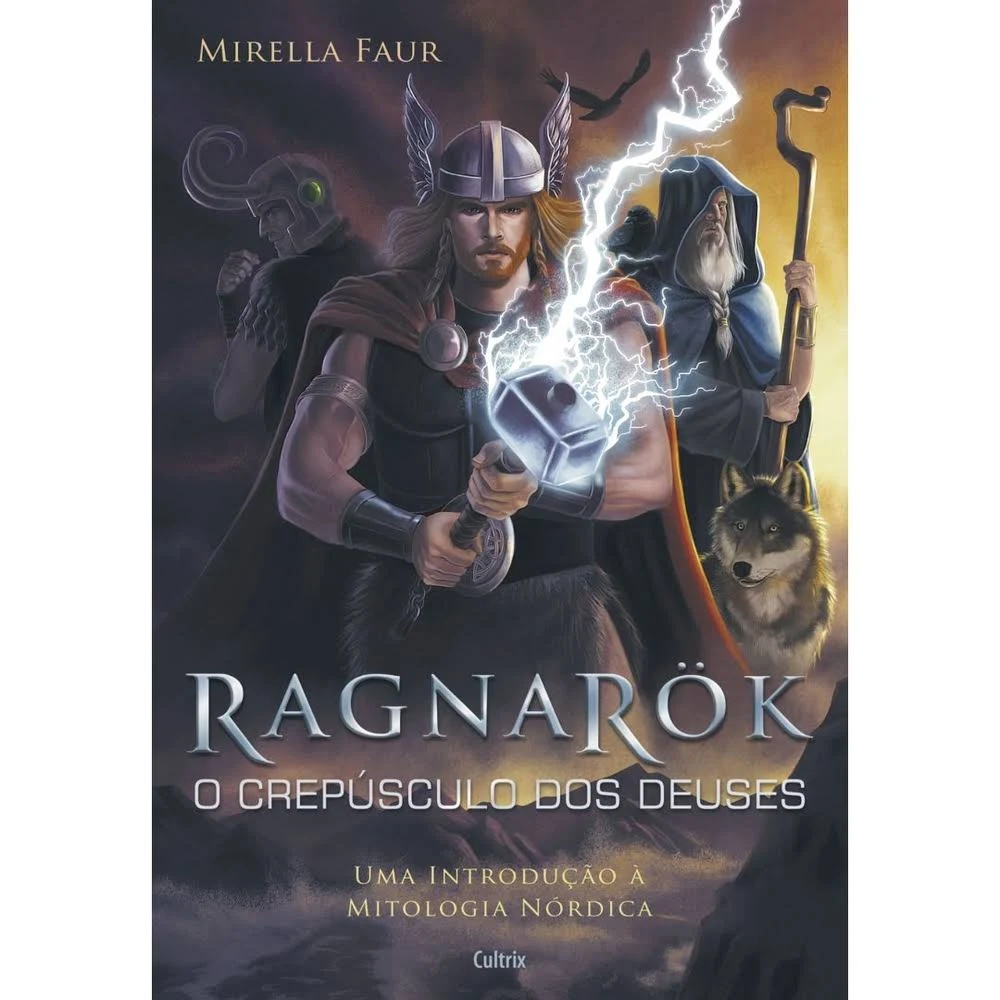 Mirella Faur
Ragnarök
O CREPÚSCULO DOS DEUSES
Uma Introdução à
Mitologia Nórdica
Cultrix